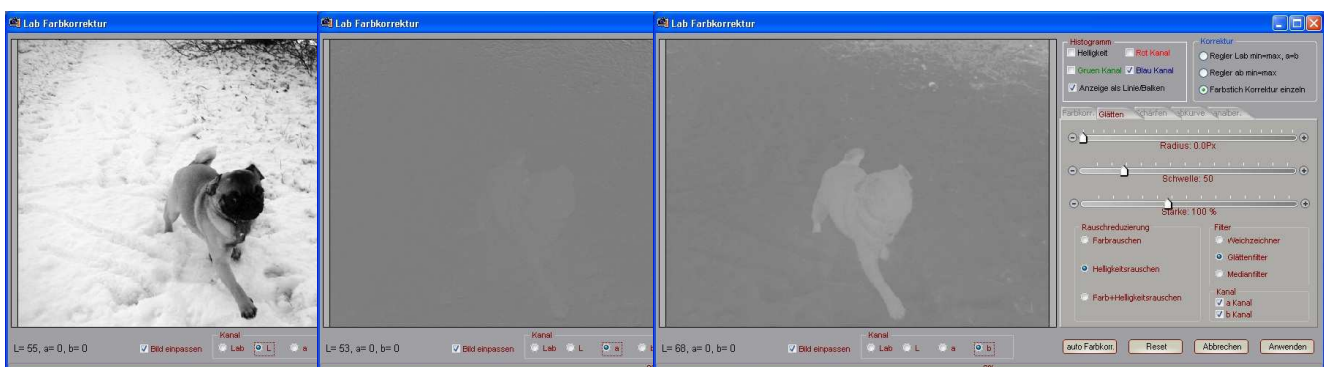 Lab Farbkorrektur
Kanal
L= 55, a= 0, b= 0
Bild einpassen
Lab
L
a
Lab Farbkorrektur
Kanal
L= 53, a= 0, b= 0
Bild einpassen
Lab
L
a
Lab Farbkorrektur
Kanal
L= 68, a= 0, b= 0
Bild einpassen
Lab
L
a
b
Histogramm
Helligkeit
Rot Kanal
Gruen Kanal
Blau Kanal
Anzeige als Linie/Balken
Korrektur
Regler Lab min=max, a=b
Regler ab min=max
Farbstich Korrektur einzeln
Farbkorr.
Glätten
Schärfen
Radius: 0.0Px
Schwelle: 50
Stärke: 100 %
Rauschreduzierung
Farbrauschen
Helligkeitsrauschen
Farb+Helligkeitsrauschen
Filter
Weichzeichner
Glättenfilter
Medianfilter
Kanal
a Kanal
b Kanal
auto Farbkorr.
Reset
Abbrechen
Anwenden